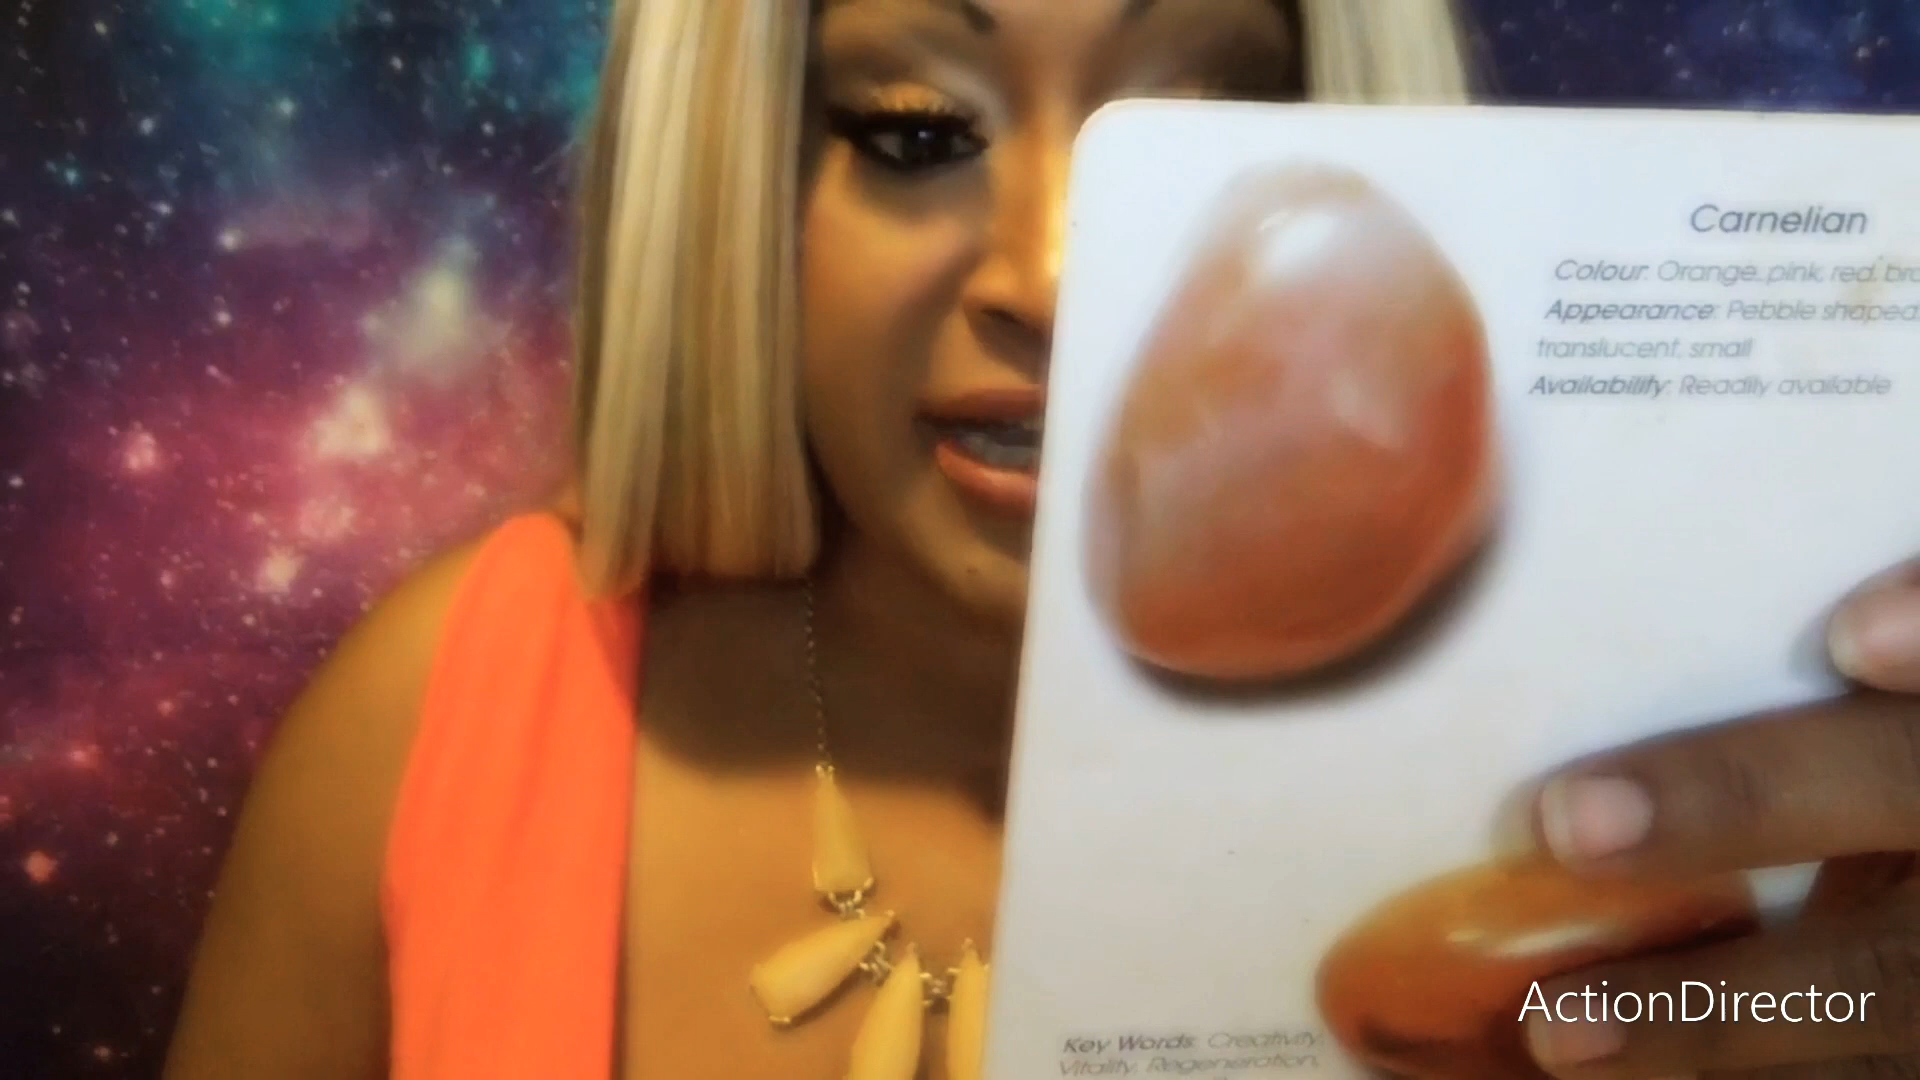 Carnelian
Colour: Orange, pink, red, bro
Appearance: Pebble shaped,
translucent, small
Availability: Readily available
Key Words: Creativity,
Vitality, Regeneration,
ActionDirector